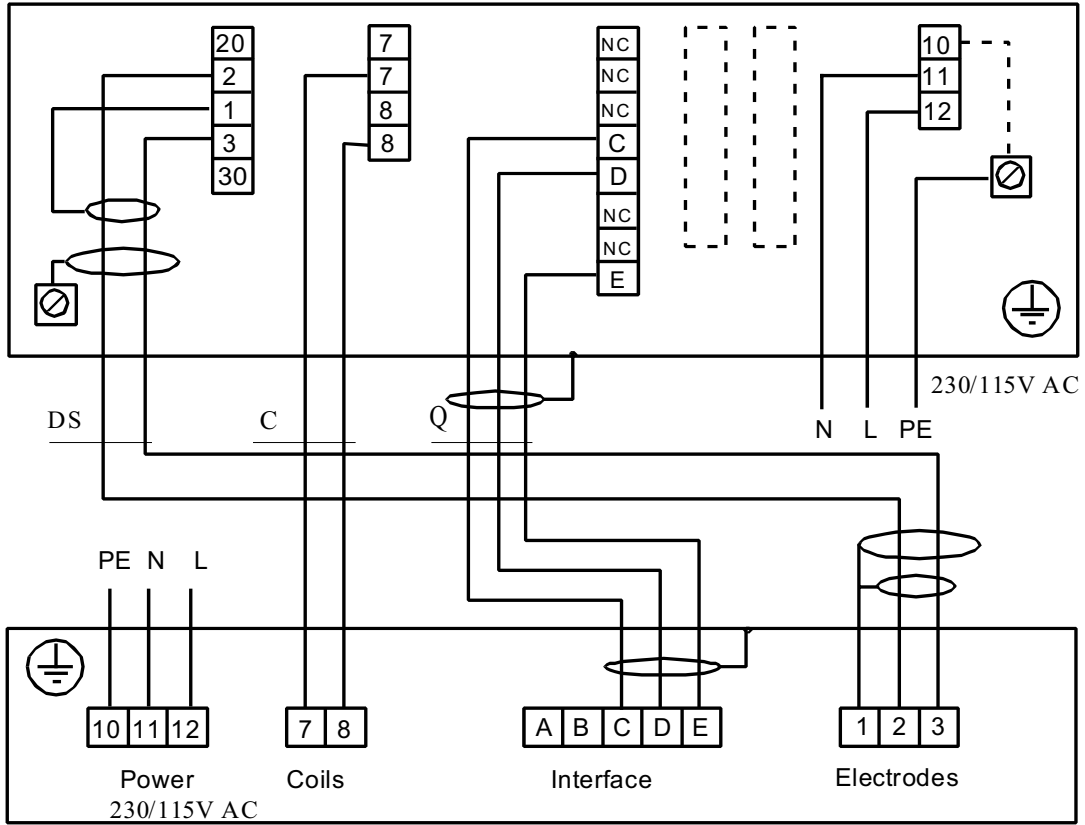 20
2
1
3
30
7
7
8
8
NC
NC
NC
C
D
NC
NC
E
10
11
12
230/115V AC
N L PE
DS
C
Q
PE N L
10 11 12
7 8
A B C D E
1 2 3
Power
230/115V AC
Coils
Interface
Electrodes